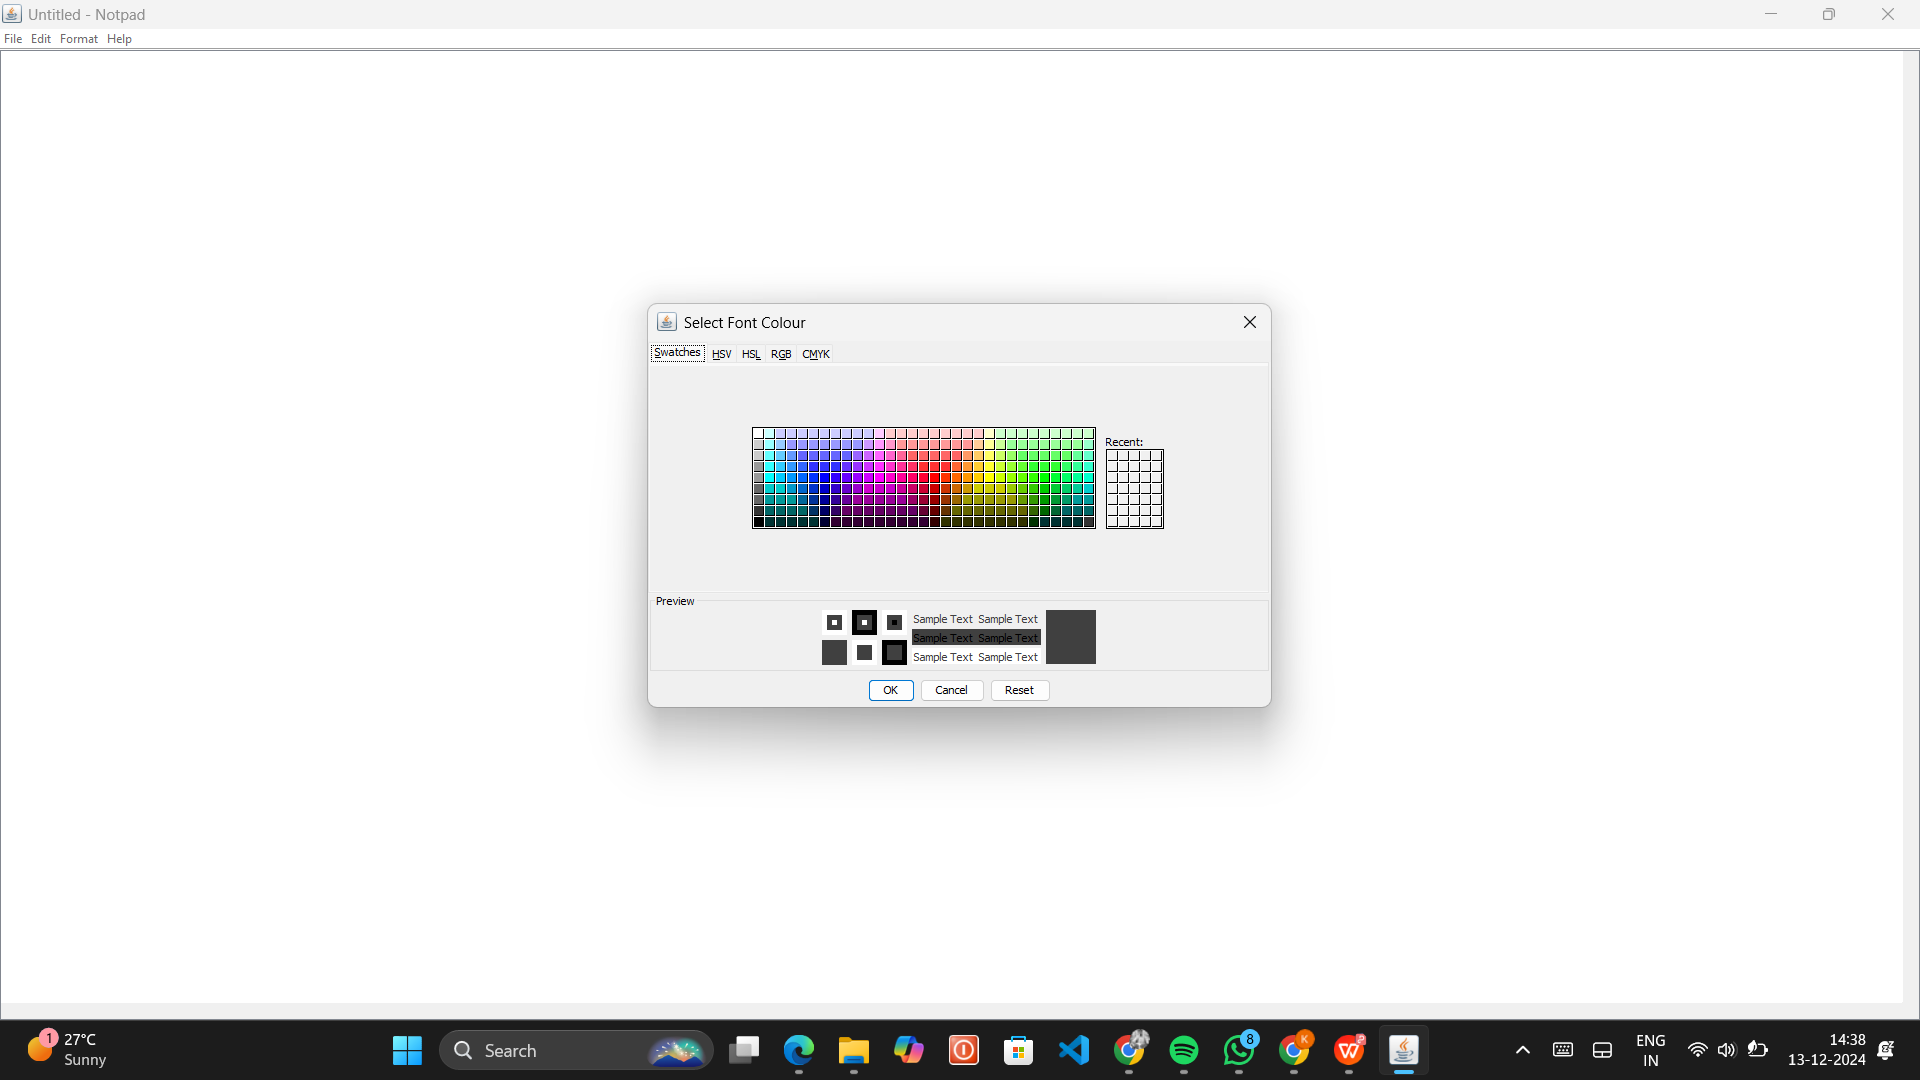 Untitled - Notpad
File Edit Format Help
Select Font Colour
Swatches HSV HSL RGB CMYK
Recent:
Preview
Sample Text Sample Text
Sample Text Sample Text
Sample Text Sample Text
OK Cancel Reset
1
27°C
Sunny
Search
8
K
W
ENG
IN
14:38
13-12-2024